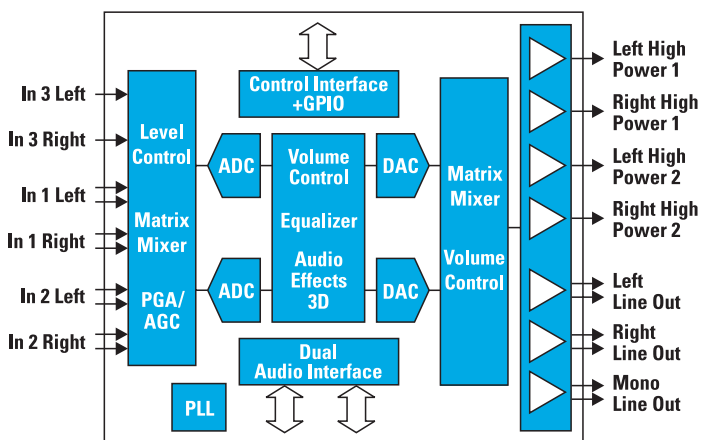 In 3 Left
In 3 Right
In 1 Left
In 1 Right
In 2 Left
In 2 Right
Level
Control
Matrix
Mixer
PGA/
AGC
Control Interface
+GPIO
ADC
ADC
Volume
Control
Equalizer
Audio
Effects
3D
DAC
DAC
Dual
Audio Interface
PLL
Matrix
Mixer
Volume
Control
Left High
Power 1
Right High
Power 1
Left High
Power 2
Right High
Power 2
Left
Line Out
Right
Line Out
Mono
Line Out